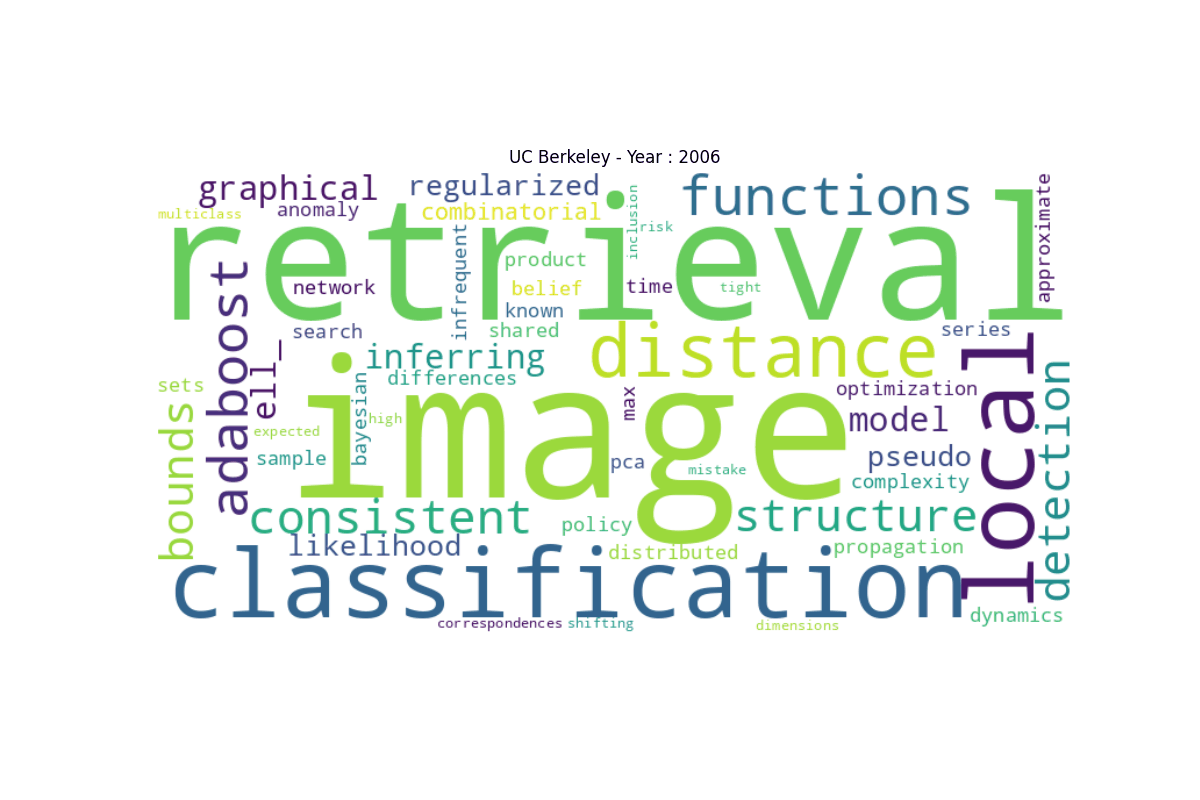 UC Berkeley - Year : 2006
graphical
regularized
functions
multiclass
anomaly
combinatorial
inclusion
risk
approximate
retrieval
infrequent
product
network
belief
time
tight
known
search
shared
distance
series
adaboost
ell_
inferring
differences
sets
bayesian
max
optimization
local
image
high
model
bounds
expected
sample
pca
mistake
pseudo
complexity
detection
consistent
policy
structure
likelihood
distributed
propagation
classification
correspondences
shifting
dimensions
dynamics